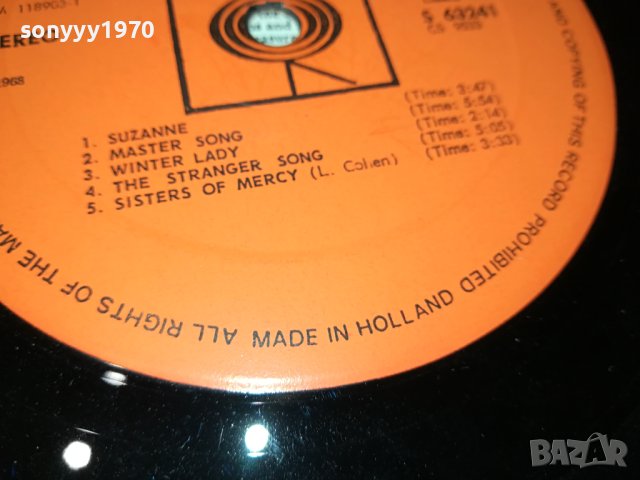 sonyyy1970
STEREO
S 63241
1968
1. SUZANNE (Time: 3:47)
2. MASTER SONG (Time: 5:54)
3. WINTER LADY (Time: 2:14)
4. THE STRANGER SONG (Time: 5:05)
5. SISTERS OF MERCY (L. Cohen) (Time: 3:33)
ALL RIGHTS OF THE MA
MADE IN HOLLAND
AND COPYING OF THIS RECORD PROHIBITED
BAZAR
sonyyy1970